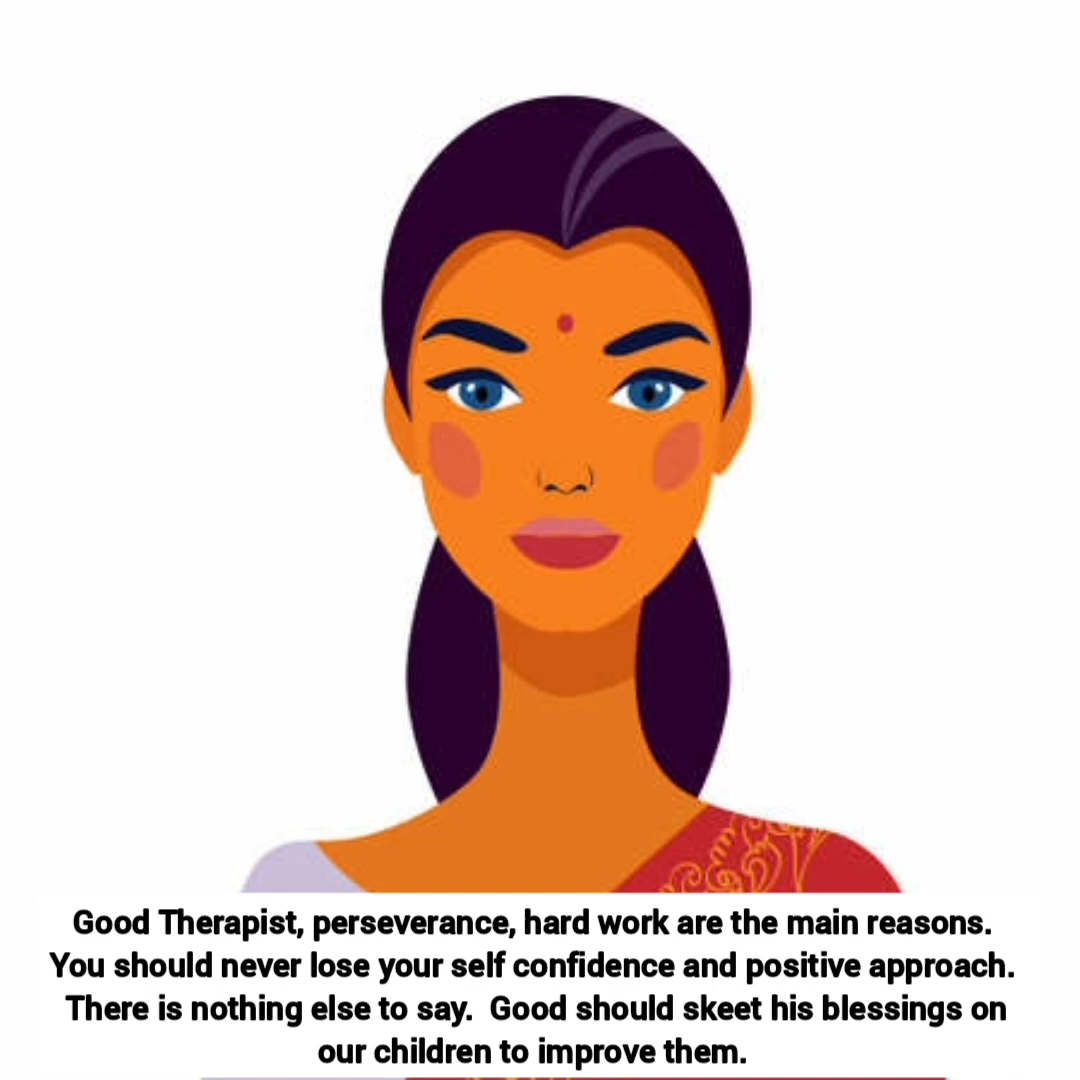 Good Therapist, perseverance, hard work are the main reasons.
You should never lose your self confidence and positive approach.
There is nothing else to say.  Good should skeet his blessings on
our children to improve them.